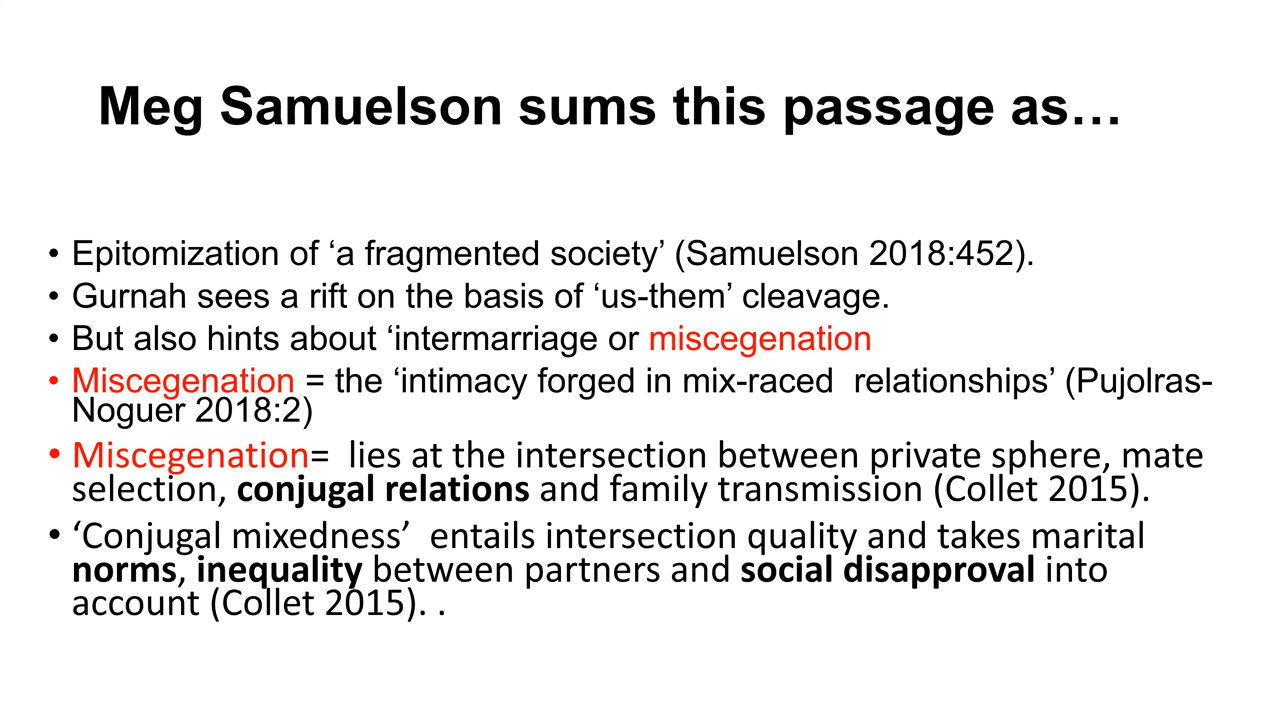 Meg Samuelson sums this passage as…
• Epitomization of ‘a fragmented society’ (Samuelson 2018:452).
• Gurnah sees a rift on the basis of ‘us-them’ cleavage.
• But also hints about ‘intermarriage or miscegenation
• Miscegenation = the ‘intimacy forged in mix-raced  relationships’ (Pujolras-
Noguer 2018:2)
• Miscegenation=  lies at the intersection between private sphere, mate
selection, conjugal relations and family transmission (Collet 2015).
• ‘Conjugal mixedness’  entails intersection quality and takes marital
norms, inequality between partners and social disapproval into
account (Collet 2015). .